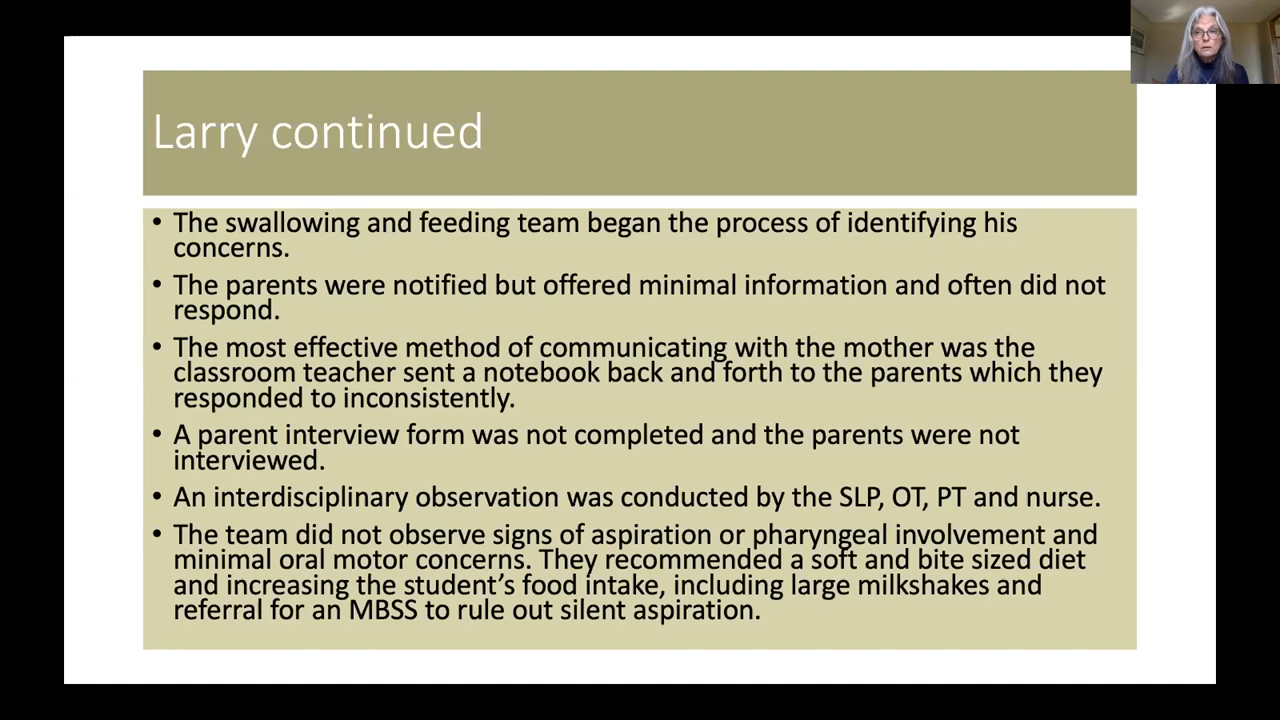 Larry continued
• The swallowing and feeding team began the process of identifying his
concerns.
• The parents were notified but offered minimal information and often did not
respond.
• The most effective method of communicating with the mother was the
classroom teacher sent a notebook back and forth to the parents which they
responded to inconsistently.
• A parent interview form was not completed and the parents were not
interviewed.
• An interdisciplinary observation was conducted by the SLP, OT, PT and nurse.
• The team did not observe signs of aspiration or pharyngeal involvement and
minimal oral motor concerns. They recommended a soft and bite sized diet
and increasing the student's food intake, including large milkshakes and
referral for an MBSS to rule out silent aspiration.